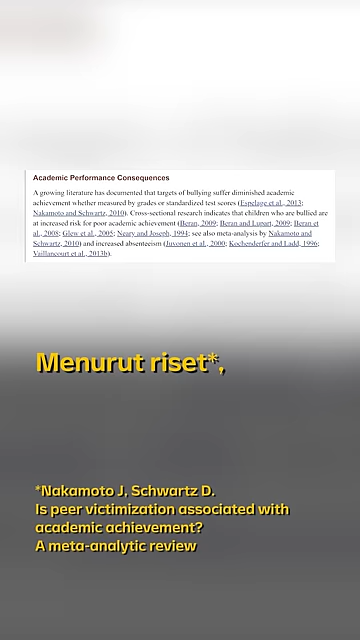 Academic Performance Consequences
A growing literature has documented that targets of bullying suffer diminished academic
achievement whether measured by grades or standardized test scores (Espelage et al., 2013;
Nakamoto and Schwartz, 2010). Cross-sectional research indicates that children who are bullied are
at increased risk for poor academic achievement (Beran, 2009; Beran and Lupart, 2009; Beran et
al., 2008; Glew et al., 2005; Neary and Joseph, 1994; see also meta-analysis by Nakamoto and
Schwartz, 2010) and increased absenteeism (Juvonen et al., 2000; Kochenderfer and Ladd, 1996;
Vaillancourt et al., 2013b).
Menurut riset*,
*Nakamoto J, Schwartz D.
Is peer victimization associated with
academic achievement?
A meta-analytic review